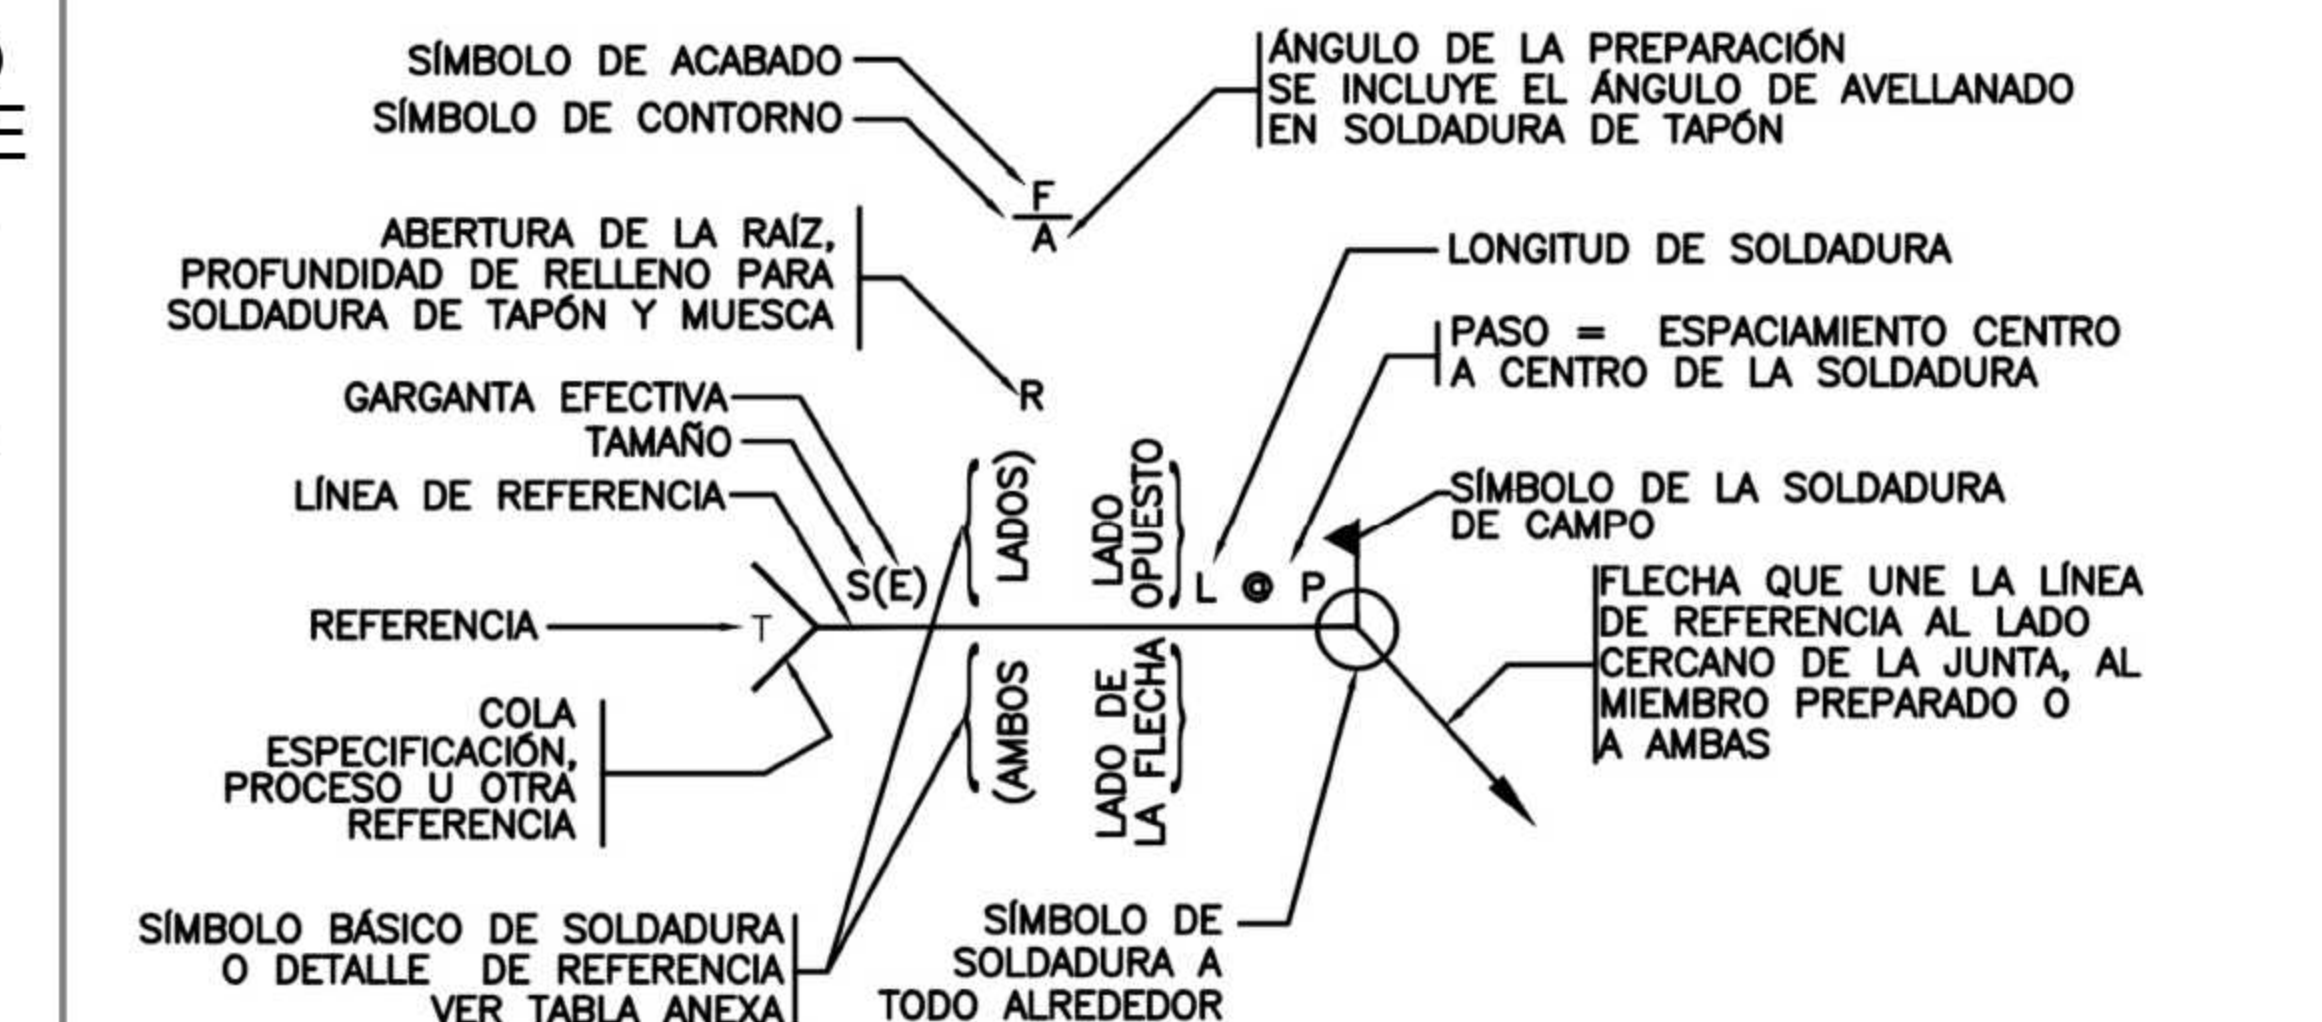 SÍMBOLO DE ACABADO
SÍMBOLO DE CONTORNO
ÁNGULO DE LA PREPARACIÓN
SE INCLUYE EL ÁNGULO DE AVELLANADO
EN SOLDADURA DE TAPÓN
F
A
ABERTURA DE LA RAÍZ,
PROFUNDIDAD DE RELLENO PARA
SOLDADURA DE TAPÓN Y MUESCA
R
LONGITUD DE SOLDADURA
PASO = ESPACIAMIENTO CENTRO
A CENTRO DE LA SOLDADURA
GARGANTA EFECTIVA
TAMAÑO
LÍNEA DE REFERENCIA
S(E)
LADOS)
LADO
OPUESTO
L @ P
SÍMBOLO DE LA SOLDADURA
DE CAMPO
REFERENCIA
T
(AMBOS
LADO DE
LA FLECHA
FLECHA QUE UNE LA LÍNEA
DE REFERENCIA AL LADO
CERCANO DE LA JUNTA, AL
MIEMBRO PREPARADO O
A AMBAS
COLA
ESPECIFICACIÓN,
PROCESO U OTRA
REFERENCIA
SÍMBOLO BÁSICO DE SOLDADURA
O DETALLE DE REFERENCIA
VER TABLA ANEXA
SÍMBOLO DE
SOLDADURA A
TODO ALREDEDOR